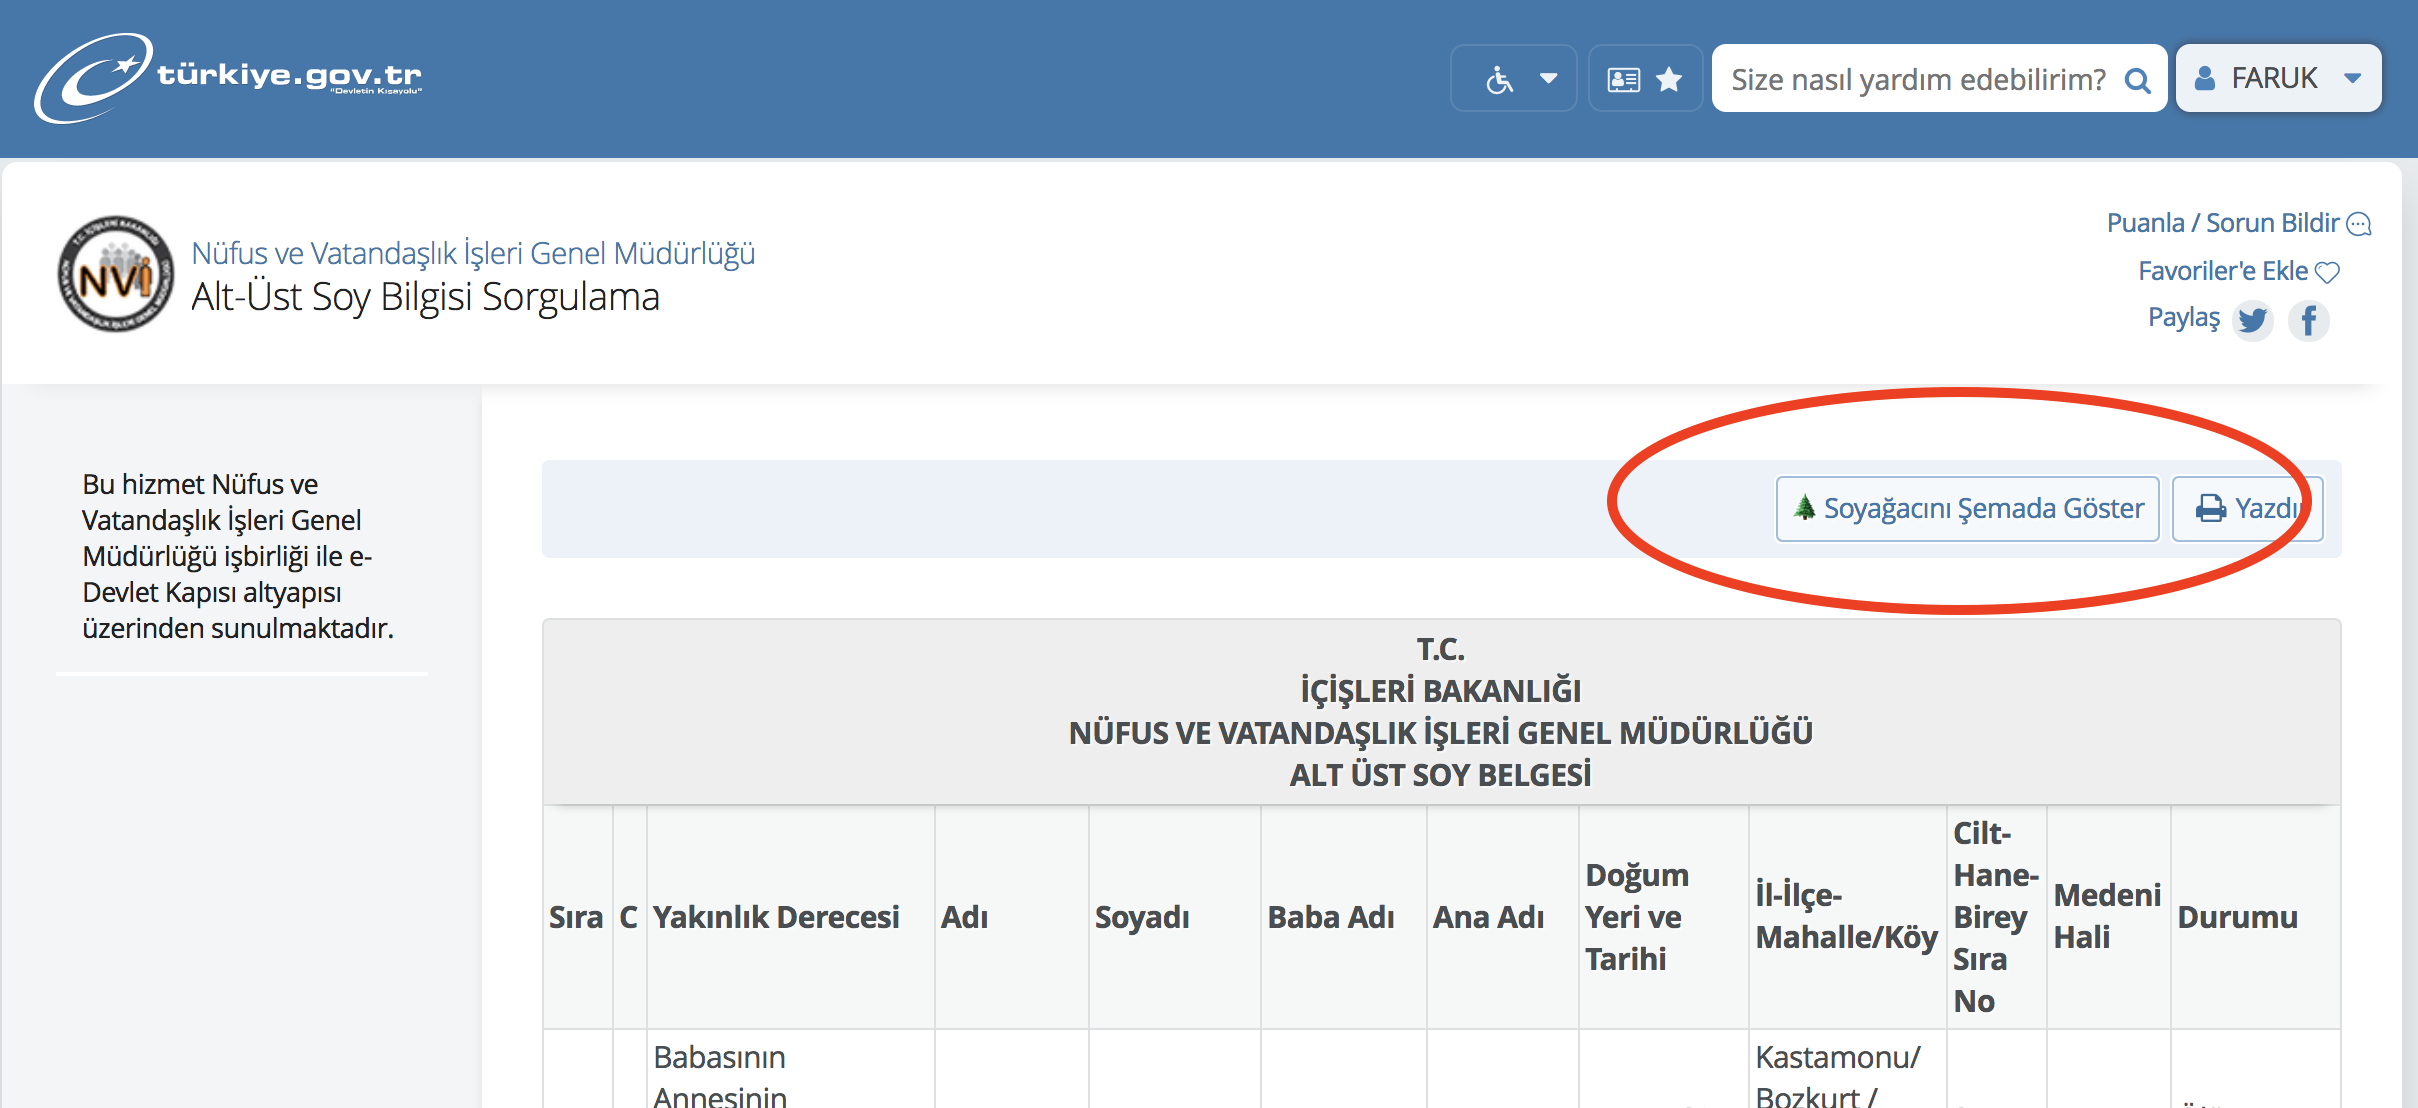 türkiye.gov.tr
"Devletin Kısayolu"
Size nasıl yardım edebilirim?
FARUK
NVİ
Nüfus ve Vatandaşlık İşleri Genel Müdürlüğü
Alt-Üst Soy Bilgisi Sorgulama
Puanla / Sorun Bildir
Favoriler'e Ekle
Paylaş
Bu hizmet Nüfus ve
Vatandaşlık İşleri Genel
Müdürlüğü işbirliği ile e-
Devlet Kapısı altyapısı
üzerinden sunulmaktadır.
Soyağacını Şemada Göster
Yazdır
T.C.
İÇİŞLERİ BAKANLIĞI
NÜFUS VE VATANDAŞLIK İŞLERİ GENEL MÜDÜRLÜĞÜ
ALT ÜST SOY BELGESİ
Sıra
C
Yakınlık Derecesi
Adı
Soyadı
Baba Adı
Ana Adı
Doğum
Yeri ve
Tarihi
İl-İlçe-
Mahalle/Köy
Cilt-
Hane-
Birey
Sıra
No
Medeni
Hali
Durumu
Babasının
Annesinin
Kastamonu/
Bozkurt /